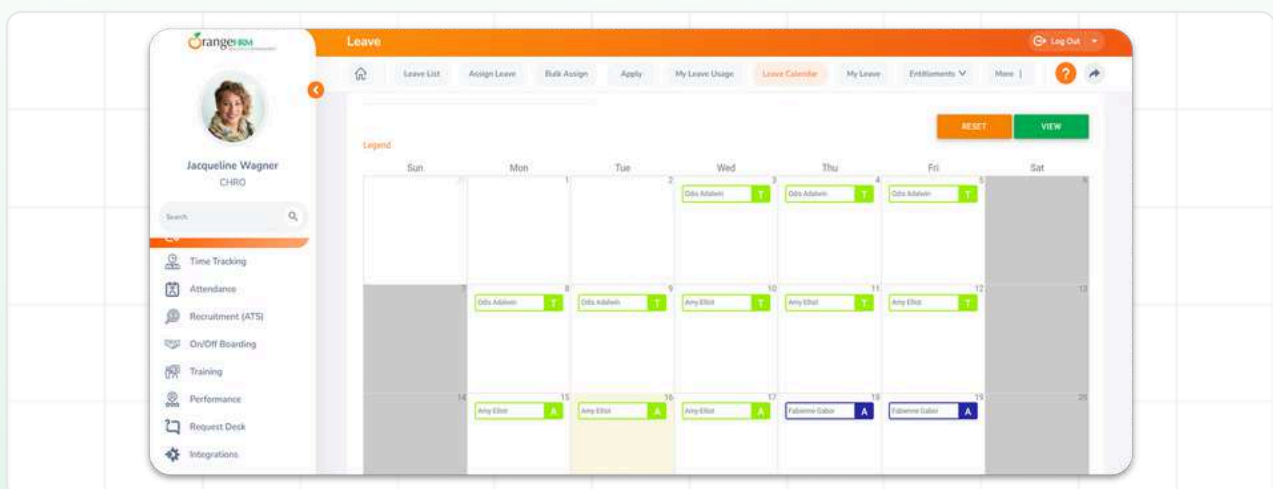 OrangeHRM
Leave
Log Out
Leave List
Assign Leave
Bulk Assign
Apply
My Leave Usage
Leave Calendar
My Leave
Entitlements
More
?
RESET
VIEW
Legend
Jacqueline Wagner
CHRO
Search
Time Tracking
Attendance
Recruitment (ATS)
On/Off Boarding
Training
Performance
Request Desk
Integrations
Sun Mon Tue Wed Thu Fri Sat
1 2 3 4 5 6
Odis Adalwin T
Odis Adalwin T
Odis Adalwin T
7 8 9 10 11 12 13
Odis Adalwin T
Odis Adalwin T
Amy Elliot T
Amy Elliot T
Amy Elliot T
14 15 16 17 18 19 20
Amy Elliot A
Amy Elliot A
Amy Elliot A
Fabienne Gabor A
Fabienne Gabor A